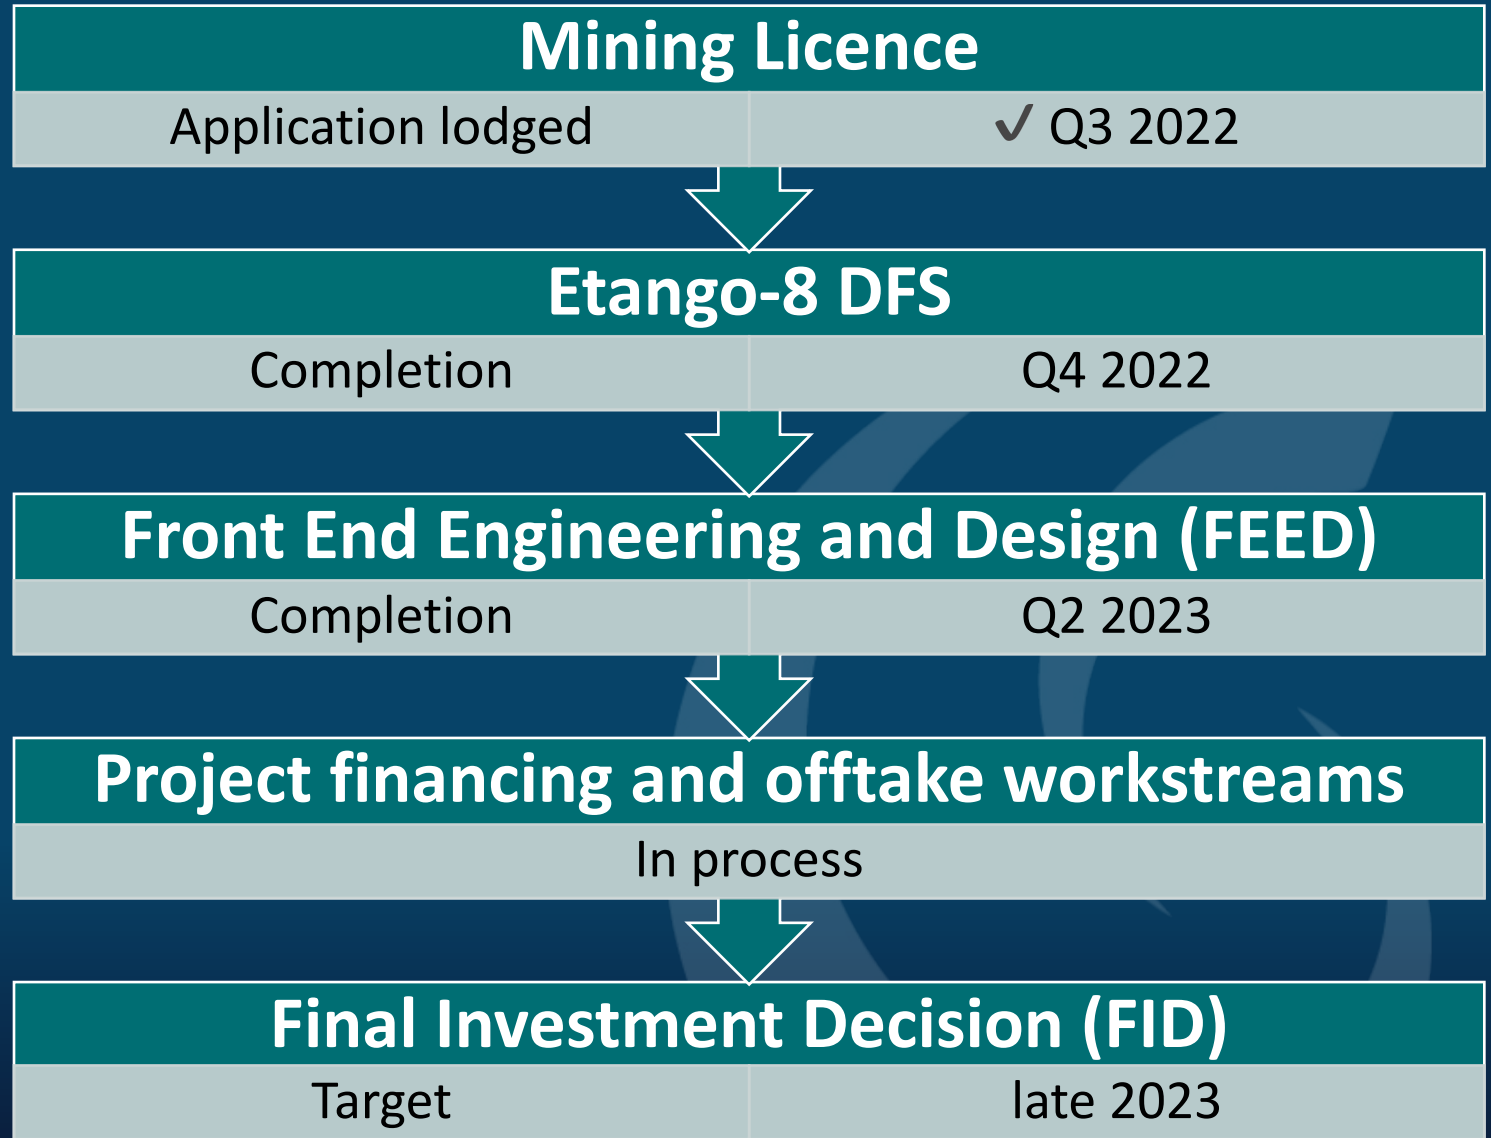 Mining Licence
Application lodged ✔ Q3 2022
Etango-8 DFS
Completion Q4 2022
Front End Engineering and Design (FEED)
Completion Q2 2023
Project financing and offtake workstreams
In process
Final Investment Decision (FID)
Target late 2023